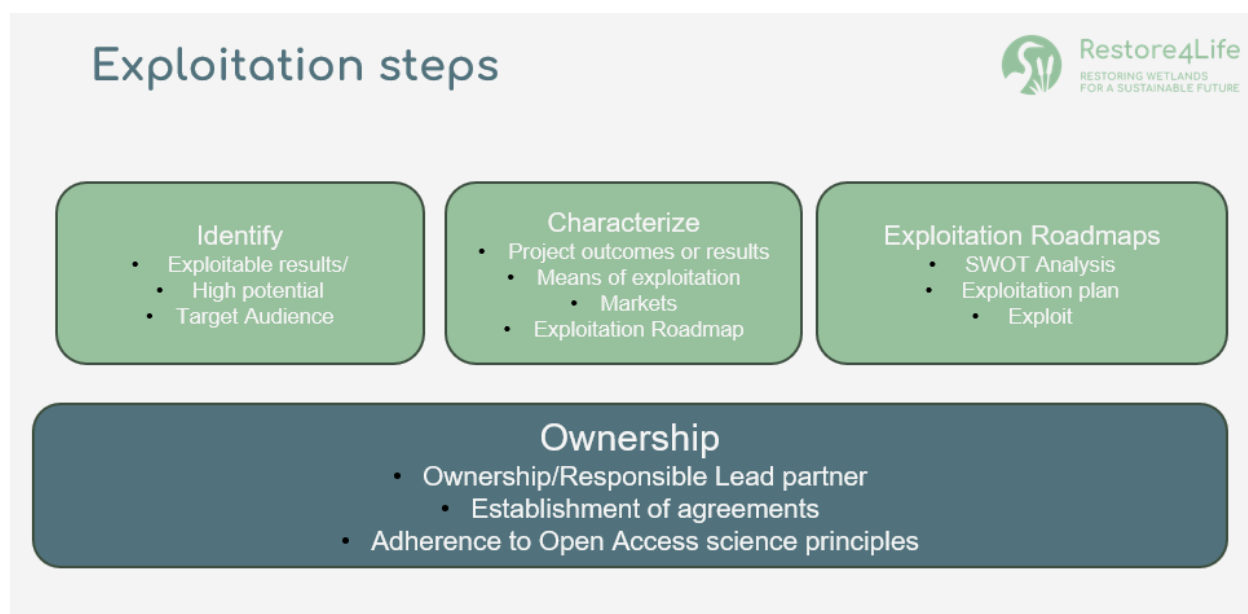 Exploitation steps
Restore4Life
RESTORING WETLANDS
FOR A SUSTAINABLE FUTURE
Identify
• Exploitable results/
• High potential
• Target Audience
Characterize
• Project outcomes or results
• Means of exploitation
• Markets
• Exploitation Roadmap
Exploitation Roadmaps
• SWOT Analysis
• Exploitation plan
• Exploit
Ownership
• Ownership/Responsible Lead partner
• Establishment of agreements
• Adherence to Open Access science principles